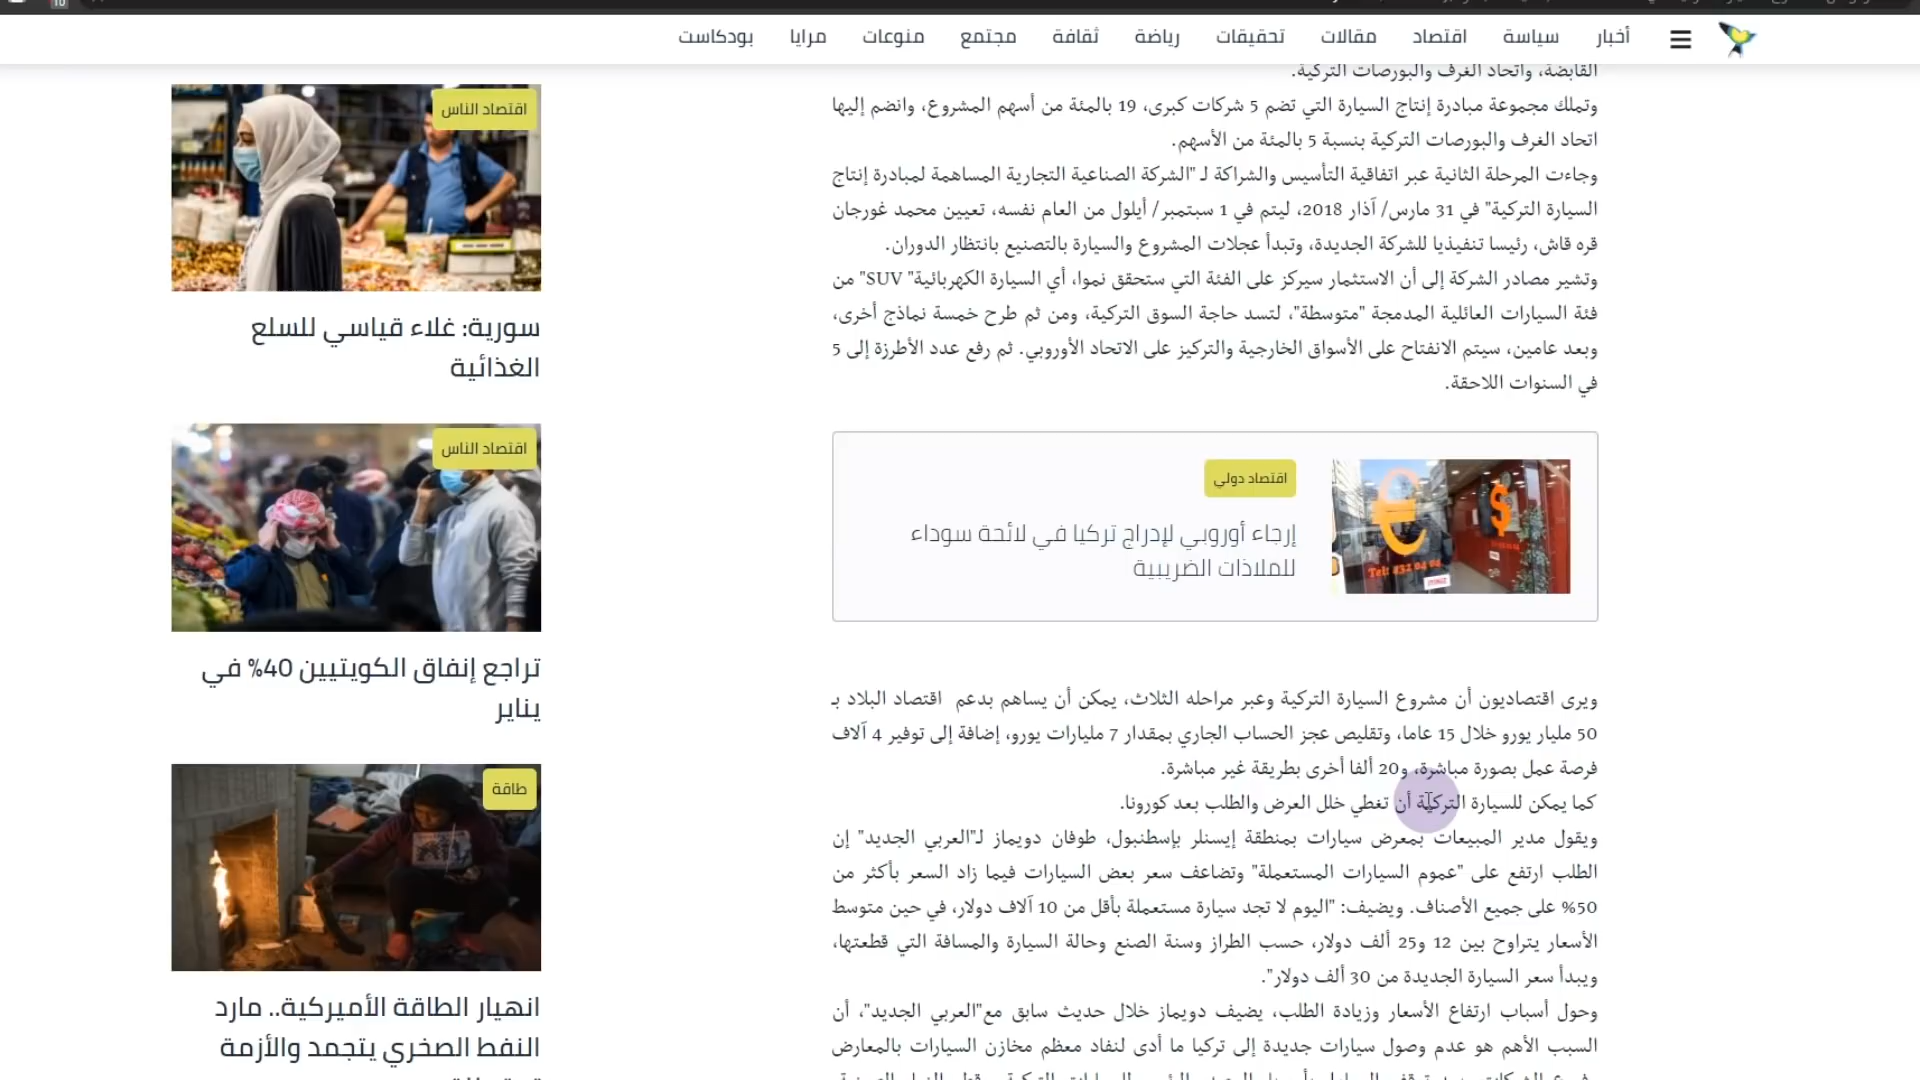 أخبار
سياسة
اقتصاد
مقالات
تحقيقات
رياضة
ثقافة
مجتمع
منوعات
مرايا
بودكاست
القابضة، واتحاد الغرف والبورصات التركية.
وتملك مجموعة مبادرة إنتاج السيارة التي تضم 5 شركات كبرى، 19 بالمئة من أسهم المشروع، وانضم إليها
اتحاد الغرف والبورصات التركية بنسبة 5 بالمئة من الأسهم.
وجاءت المرحلة الثانية عبر اتفاقية التأسيس والشراكة لـ "الشركة الصناعية التجارية المساهمة لمبادرة إنتاج
السيارة التركية" في 31 مارس/ آذار 2018، ليتم في 1 سبتمبر/ أيلول من العام نفسه، تعيين محمد غورجان
قره قاش، رئيسا تنفيذيا للشركة الجديدة، وتبدأ عجلات المشروع والسيارة بالتصنيع بانتظار الدوران.
وتشير مصادر الشركة إلى أن الاستثمار سيركز على الفئة التي ستحقق نموا، أي السيارة الكهربائية" SUV" من
فئة السيارات العائلية المدمجة "متوسطة"، لتسد حاجة السوق التركية، ومن ثم طرح خمسة نماذج أخرى،
وبعد عامين، سيتم الانفتاح على الأسواق الخارجية والتركيز على الاتحاد الأوروبي. ثم رفع عدد الأطرزة إلى 5
في السنوات اللاحقة.
اقتصاد دولي
إرجاء أوروبي لإدراج تركيا في لائحة سوداء
للملاذات الضريبية
ويرى اقتصاديون أن مشروع السيارة التركية وعبر مراحله الثلاث، يمكن أن يساهم بدعم اقتصاد البلاد بـ
50 مليار يورو خلال 15 عاما، وتقليص عجز الحساب الجاري بمقدار 7 مليارات يورو، إضافة إلى توفير 4 آلاف
فرصة عمل بصورة مباشرة، و20 ألفا أخرى بطريقة غير مباشرة.
كما يمكن للسيارة التركية أن تغطي خلل العرض والطلب بعد كورونا.
ويقول مدير المبيعات بمعرض سيارات بمنطقة إيسنلر بإسطنبول، طوفان دويماز لـ"العربي الجديد" إن
الطلب ارتفع على "عموم السيارات المستعملة" وتضاعف سعر بعض السيارات فيما زاد السعر بأكثر من
50% على جميع الأصناف. ويضيف: "اليوم لا تجد سيارة مستعملة بأقل من 10 آلاف دولار، في حين متوسط
الأسعار يتراوح بين 12 و25 ألف دولار، حسب الطراز وسنة الصنع وحالة السيارة والمسافة التي قطعتها،
ويبدأ سعر السيارة الجديدة من 30 ألف دولار".
وحول أسباب ارتفاع الأسعار وزيادة الطلب، يضيف دويماز خلال حديث سابق مع"العربي الجديد"، أن
السبب الأهم هو عدم وصول سيارات جديدة إلى تركيا ما أدى لنفاد معظم مخازن السيارات بالمعارض
اقتصاد الناس
سورية: غلاء قياسي للسلع
الغذائية
اقتصاد الناس
تراجع إنفاق الكويتيين 40% في
يناير
طاقة
انهيار الطاقة الأميركية.. مارد
النفط الصخري يتجمد والأزمة